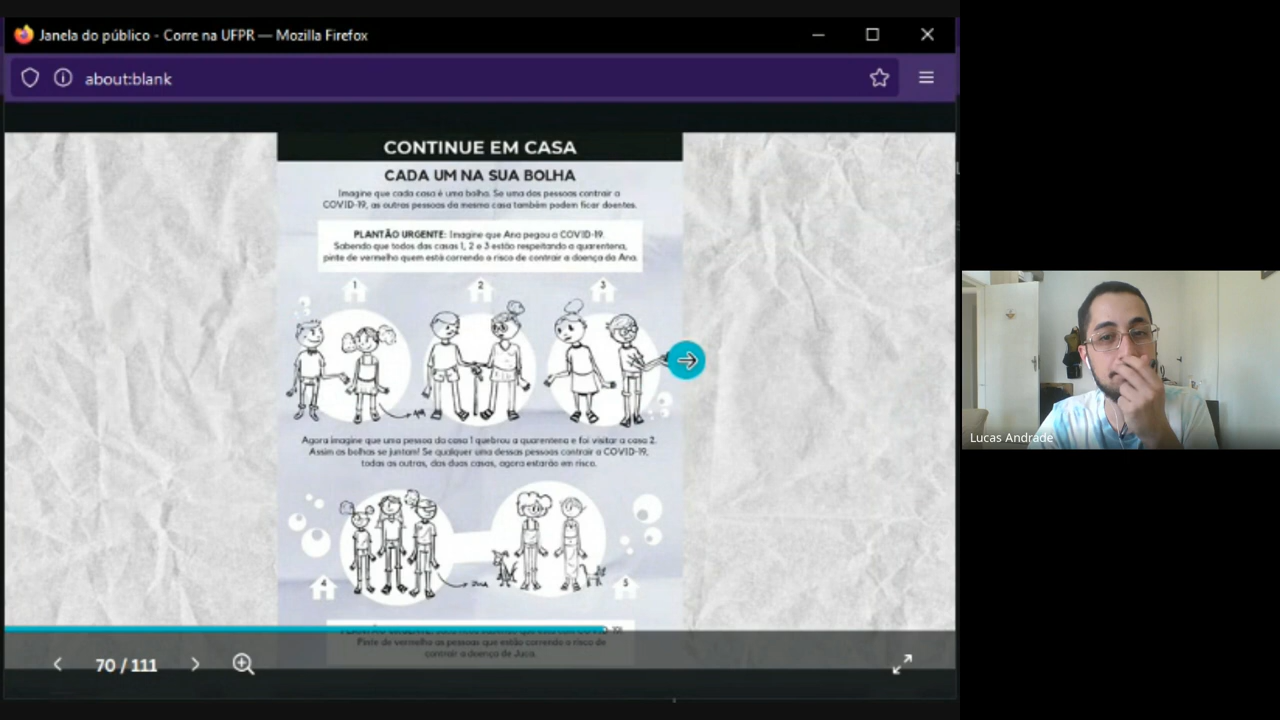 Janela do público - Corre na UFPR — Mozilla Firefox
about:blank
CONTINUE EM CASA
CADA UM NA SUA BOLHA
Imagine que cada casa é uma bolha. Se uma das pessoas contrair a
COVID-19, as outras pessoas da mesma casa também podem ficar doentes.
PLANTÃO URGENTE: Imagine que Ana pegou a COVID-19.
Sabendo que todos das casas 1, 2 e 3 estão respeitando a quarentena,
pinte de vermelho quem está correndo o risco de contrair a doença da Ana.
1 2 3
Agora imagine que uma pessoa da casa 1 quebrou a quarentena e foi visitar a casa 2.
Assim as bolhas se juntam! Se qualquer uma dessas pessoas contrair a COVID-19,
todas as outras, das duas casas, agora estarão em risco.
4 5
Pinte de vermelho as pessoas que estão correndo o risco de
contrair a doença de Juca.
70 / 111
Lucas Andrade